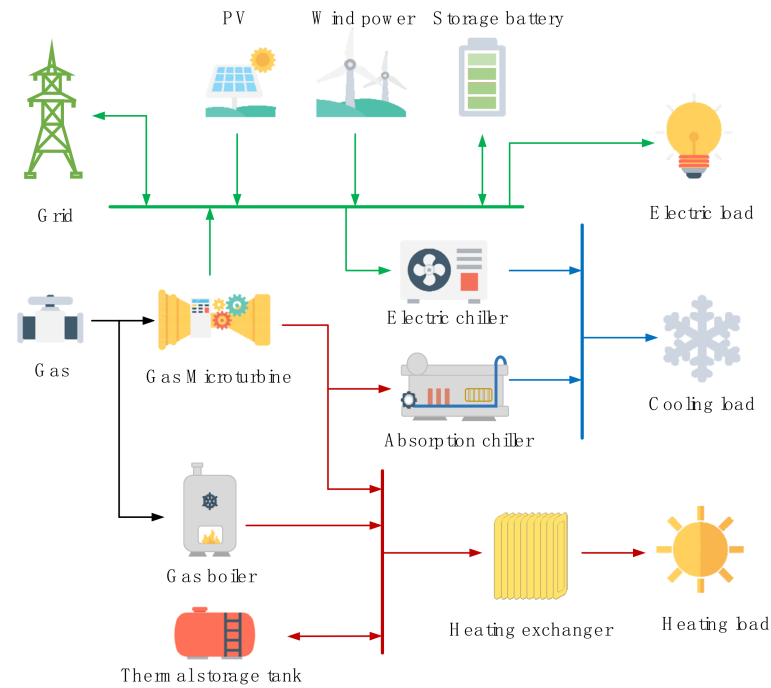 PV
Wind power
Storage battery
Grid
Electric load
Electric chiller
Gas
Gas Microturbine
Cooling load
Absorption chiller
Gas boiler
Heating exchanger
Heating load
Thermal storage tank